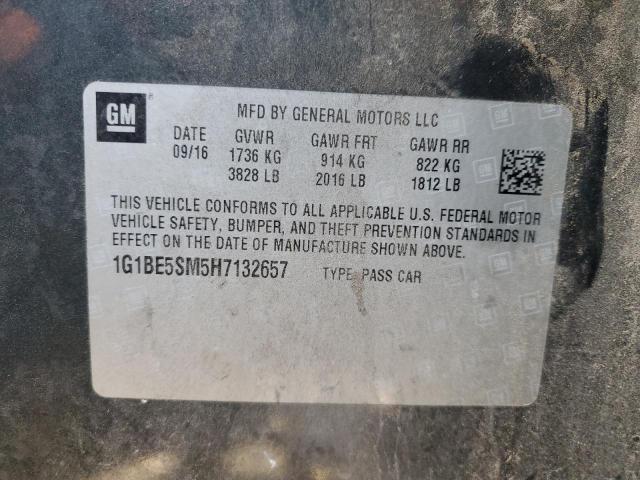 GM ® MFD BY GENERAL MOTORS LLC
DATE GVWR GAWR FRT GAWR RR
09/16 1736 KG 914 KG 822 KG
3828 LB 2016 LB 1812 LB
THIS VEHICLE CONFORMS TO ALL APPLICABLE U.S. FEDERAL MOTOR
VEHICLE SAFETY, BUMPER, AND THEFT PREVENTION STANDARDS IN
EFFECT ON THE DATE OF MANUFACTURE SHOWN ABOVE.
1G1BE5SM5H7132657 TYPE: PASS CAR